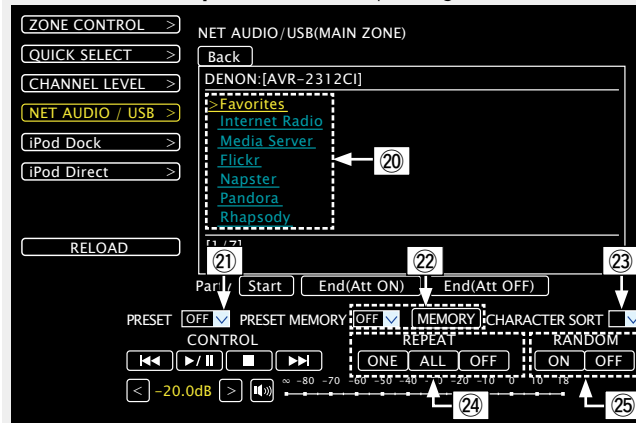 ZONE CONTROL >
QUICK SELECT >
CHANNEL LEVEL >
NET AUDIO / USB >
iPod Dock >
iPod Direct >
RELOAD
NET AUDIO/USB(MAIN ZONE)
Back
DENON:[AVR-2312CI]
>Favorites
Internet Radio
Media Server
Flickr
Napster
Pandora
Rhapsody
⑳
[1/7]
㉑ ㉒ ㉓
Party Start End(Att ON) End(Att OFF)
PRESET OFF PRESET MEMORY OFF MEMORY CHARACTER SORT
CONTROL REPEAT RANDOM
ONE ALL OFF ON OFF
< -20.0dB > ∞ -80 -70 -60 -50 -40 -30 -20 -10 0 10 18
㉔ ㉕